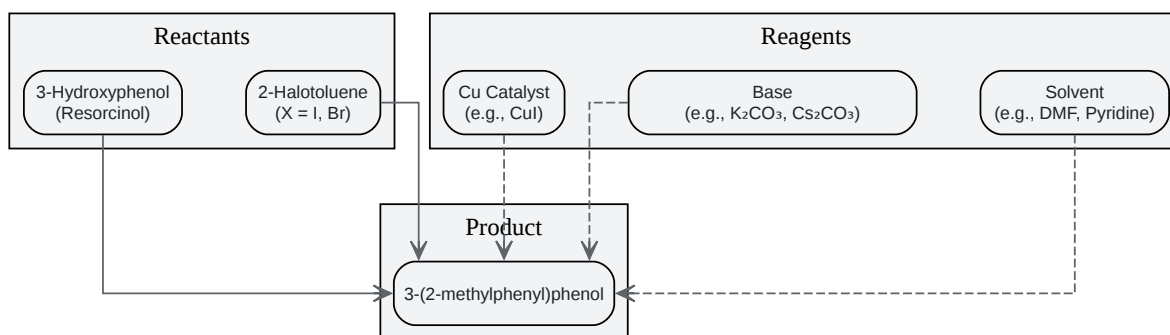 Reactants
Reagents
3-Hydroxyphenol
(Resorcinol)
2-Halotoluene
(X = I, Br)
Cu Catalyst
(e.g., CuI)
Base
(e.g., K₂CO₃, Cs₂CO₃)
Solvent
(e.g., DMF, Pyridine)
Product
3-(2-methylphenyl)phenol